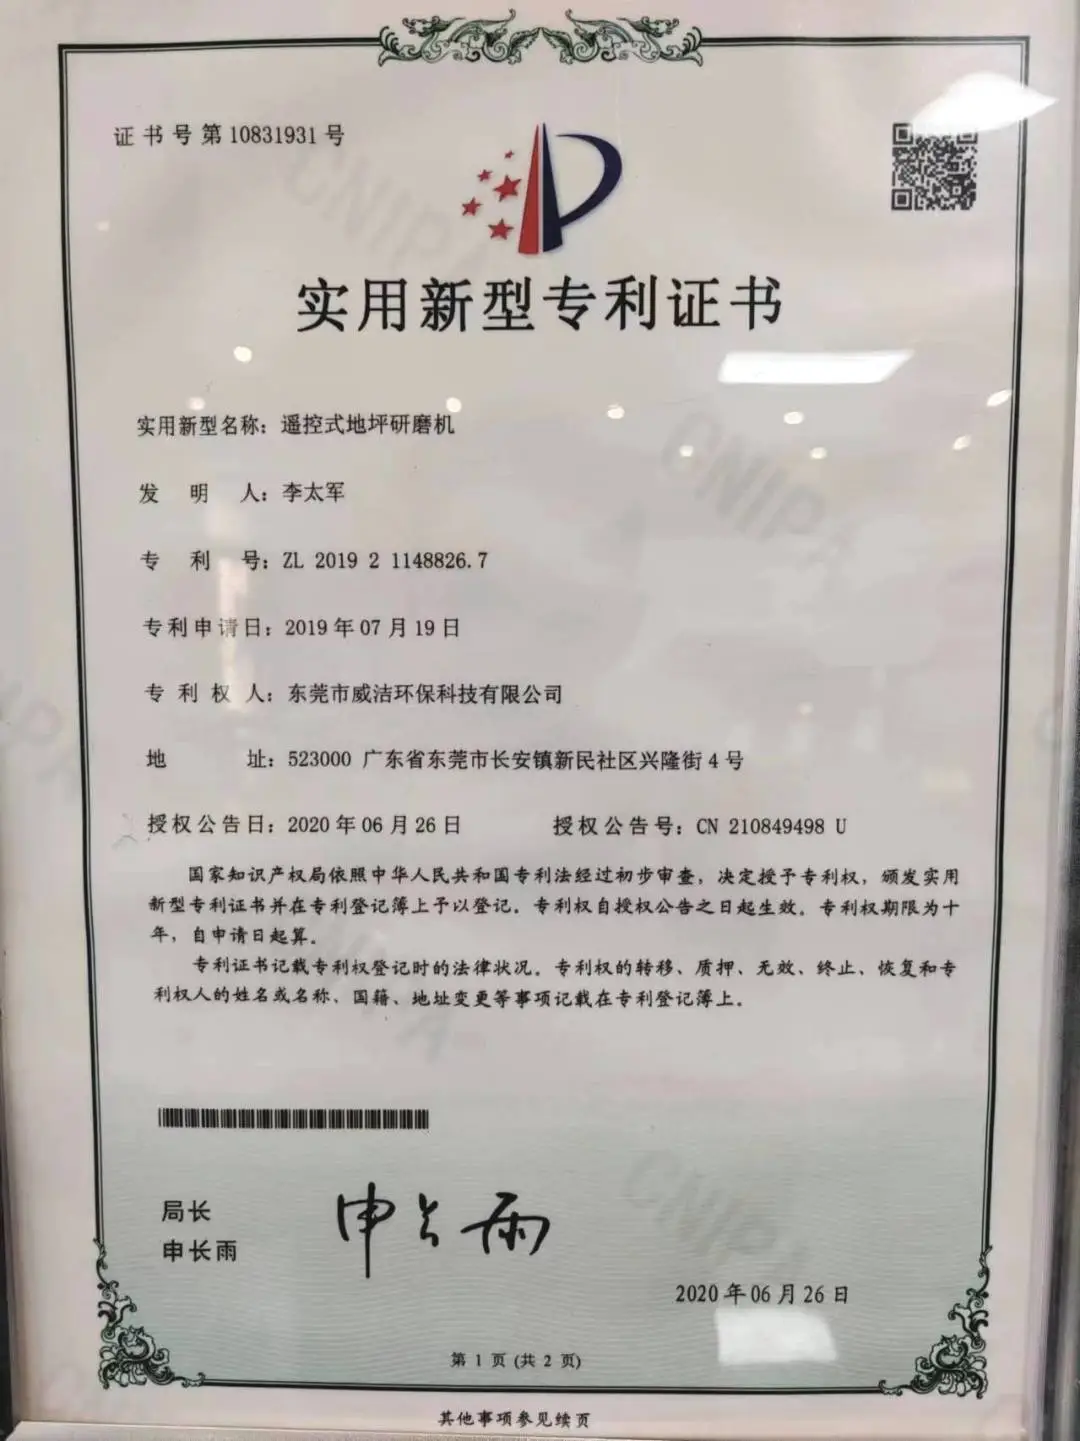 证书号第10831931号
实用新型专利证书
实用新型名称：遥控式地坪研磨机
发明人：李太军
专利号：ZL 2019 2 1148826.7
专利申请日：2019年07月19日
专利权人：东莞市威洁环保科技有限公司
地址：523000 广东省东莞市长安镇新民社区兴隆街4号
授权公告日：2020年06月26日 授权公告号：CN 210849498 U
国家知识产权局依照中华人民共和国专利法经过初步审查，决定授予专利权，颁发实用
新型专利证书并在专利登记簿上予以登记。专利权自授权公告之日起生效。专利权期限为十
年，自申请日起算。
专利证书记载专利权登记时的法律状况。专利权的转移、质押、无效、终止、恢复和专
利权人的姓名或名称、国籍、地址变更等事项记载在专利登记簿上。
局长
申长雨
申长雨
2020年06月26日
第 1 页 (共 2 页)
其他事项参见续页
CNIPA
CNIPA
CNIPA
CNIPA